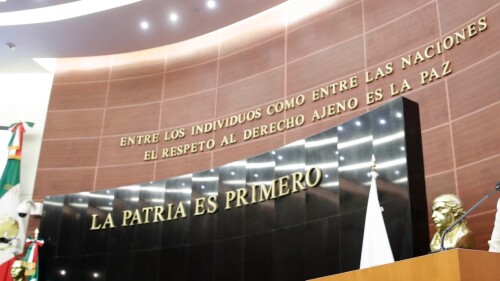 ENTRE LOS INDIVIDUOS COMO ENTRE LAS NACIONES
EL RESPETO AL DERECHO AJENO ES LA PAZ
LA PATRIA ES PRIMERO